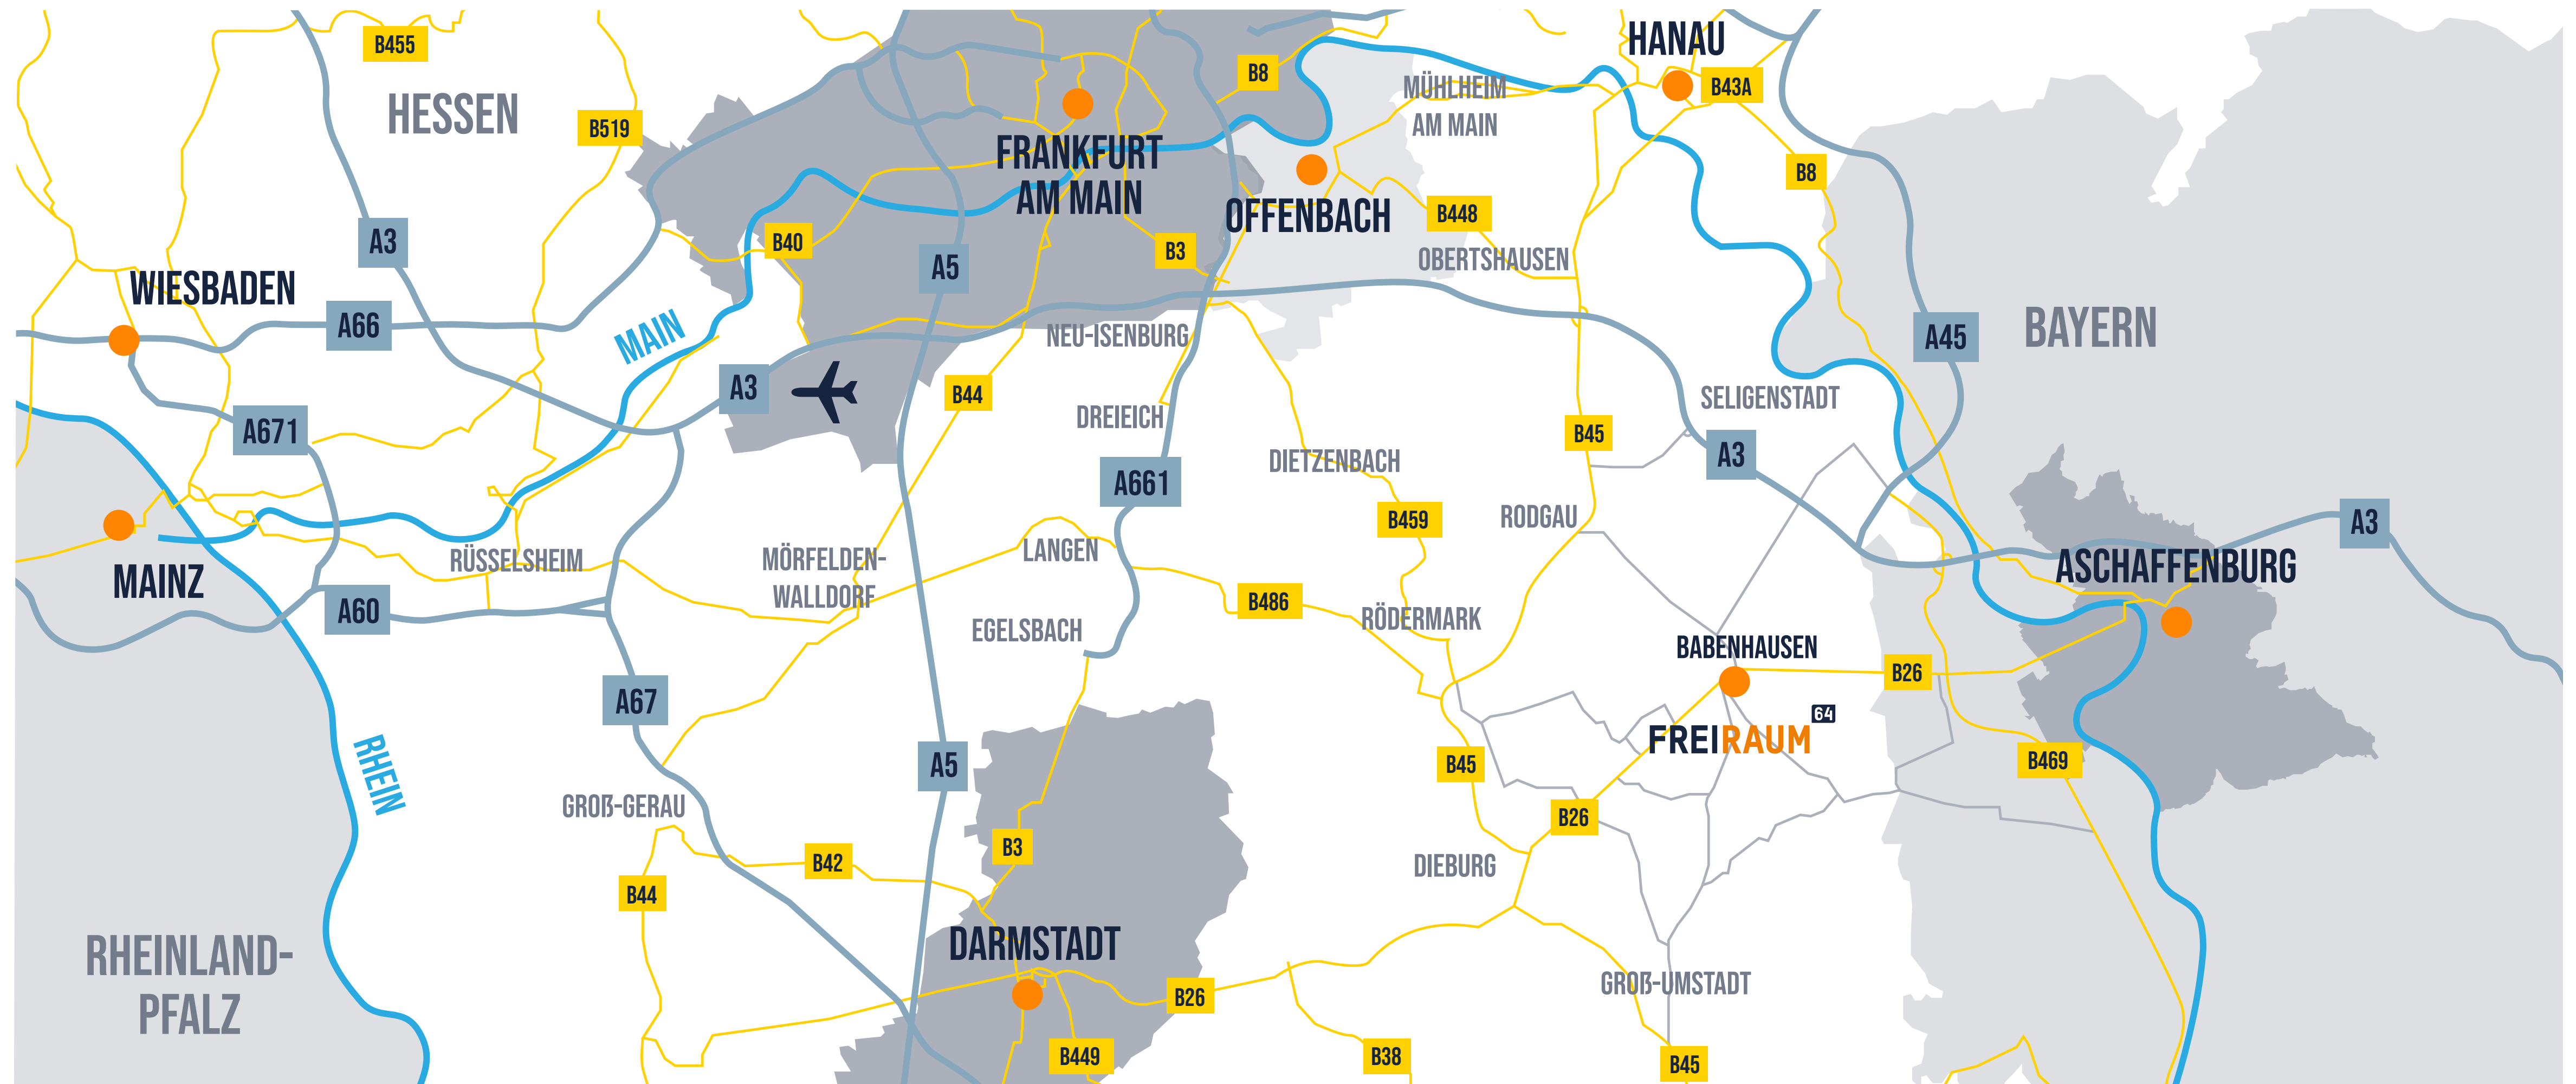 HANAU
B455
B8
B43A
MÜHLHEIM
AM MAIN
HESSEN
B519
FRANKFURT
AM MAIN
B8
OFFENBACH
B448
A3
B40
A5
B3
OBERTSHAUSEN
WIESBADEN
A66
MAIN
NEU-ISENBURG
A45
BAYERN
A3
B44
DREIEICH
SELIGENSTADT
A671
B45
A3
DIETZENBACH
A661
B459
RODGAU
A3
RÜSSELSHEIM
MÖRFELDEN-
WALLDORF
LANGEN
ASCHAFFENBURG
MAINZ
A60
B486
RÖDERMARK
EGELSBACH
BABENHAUSEN
B26
A67
FREIRAUM 64
RHEIN
A5
B45
B469
GROß-GERAU
B26
B3
B42
DIEBURG
B44
RHEINLAND-
PFALZ
DARMSTADT
GROß-UMSTADT
B26
B449
B38
B45